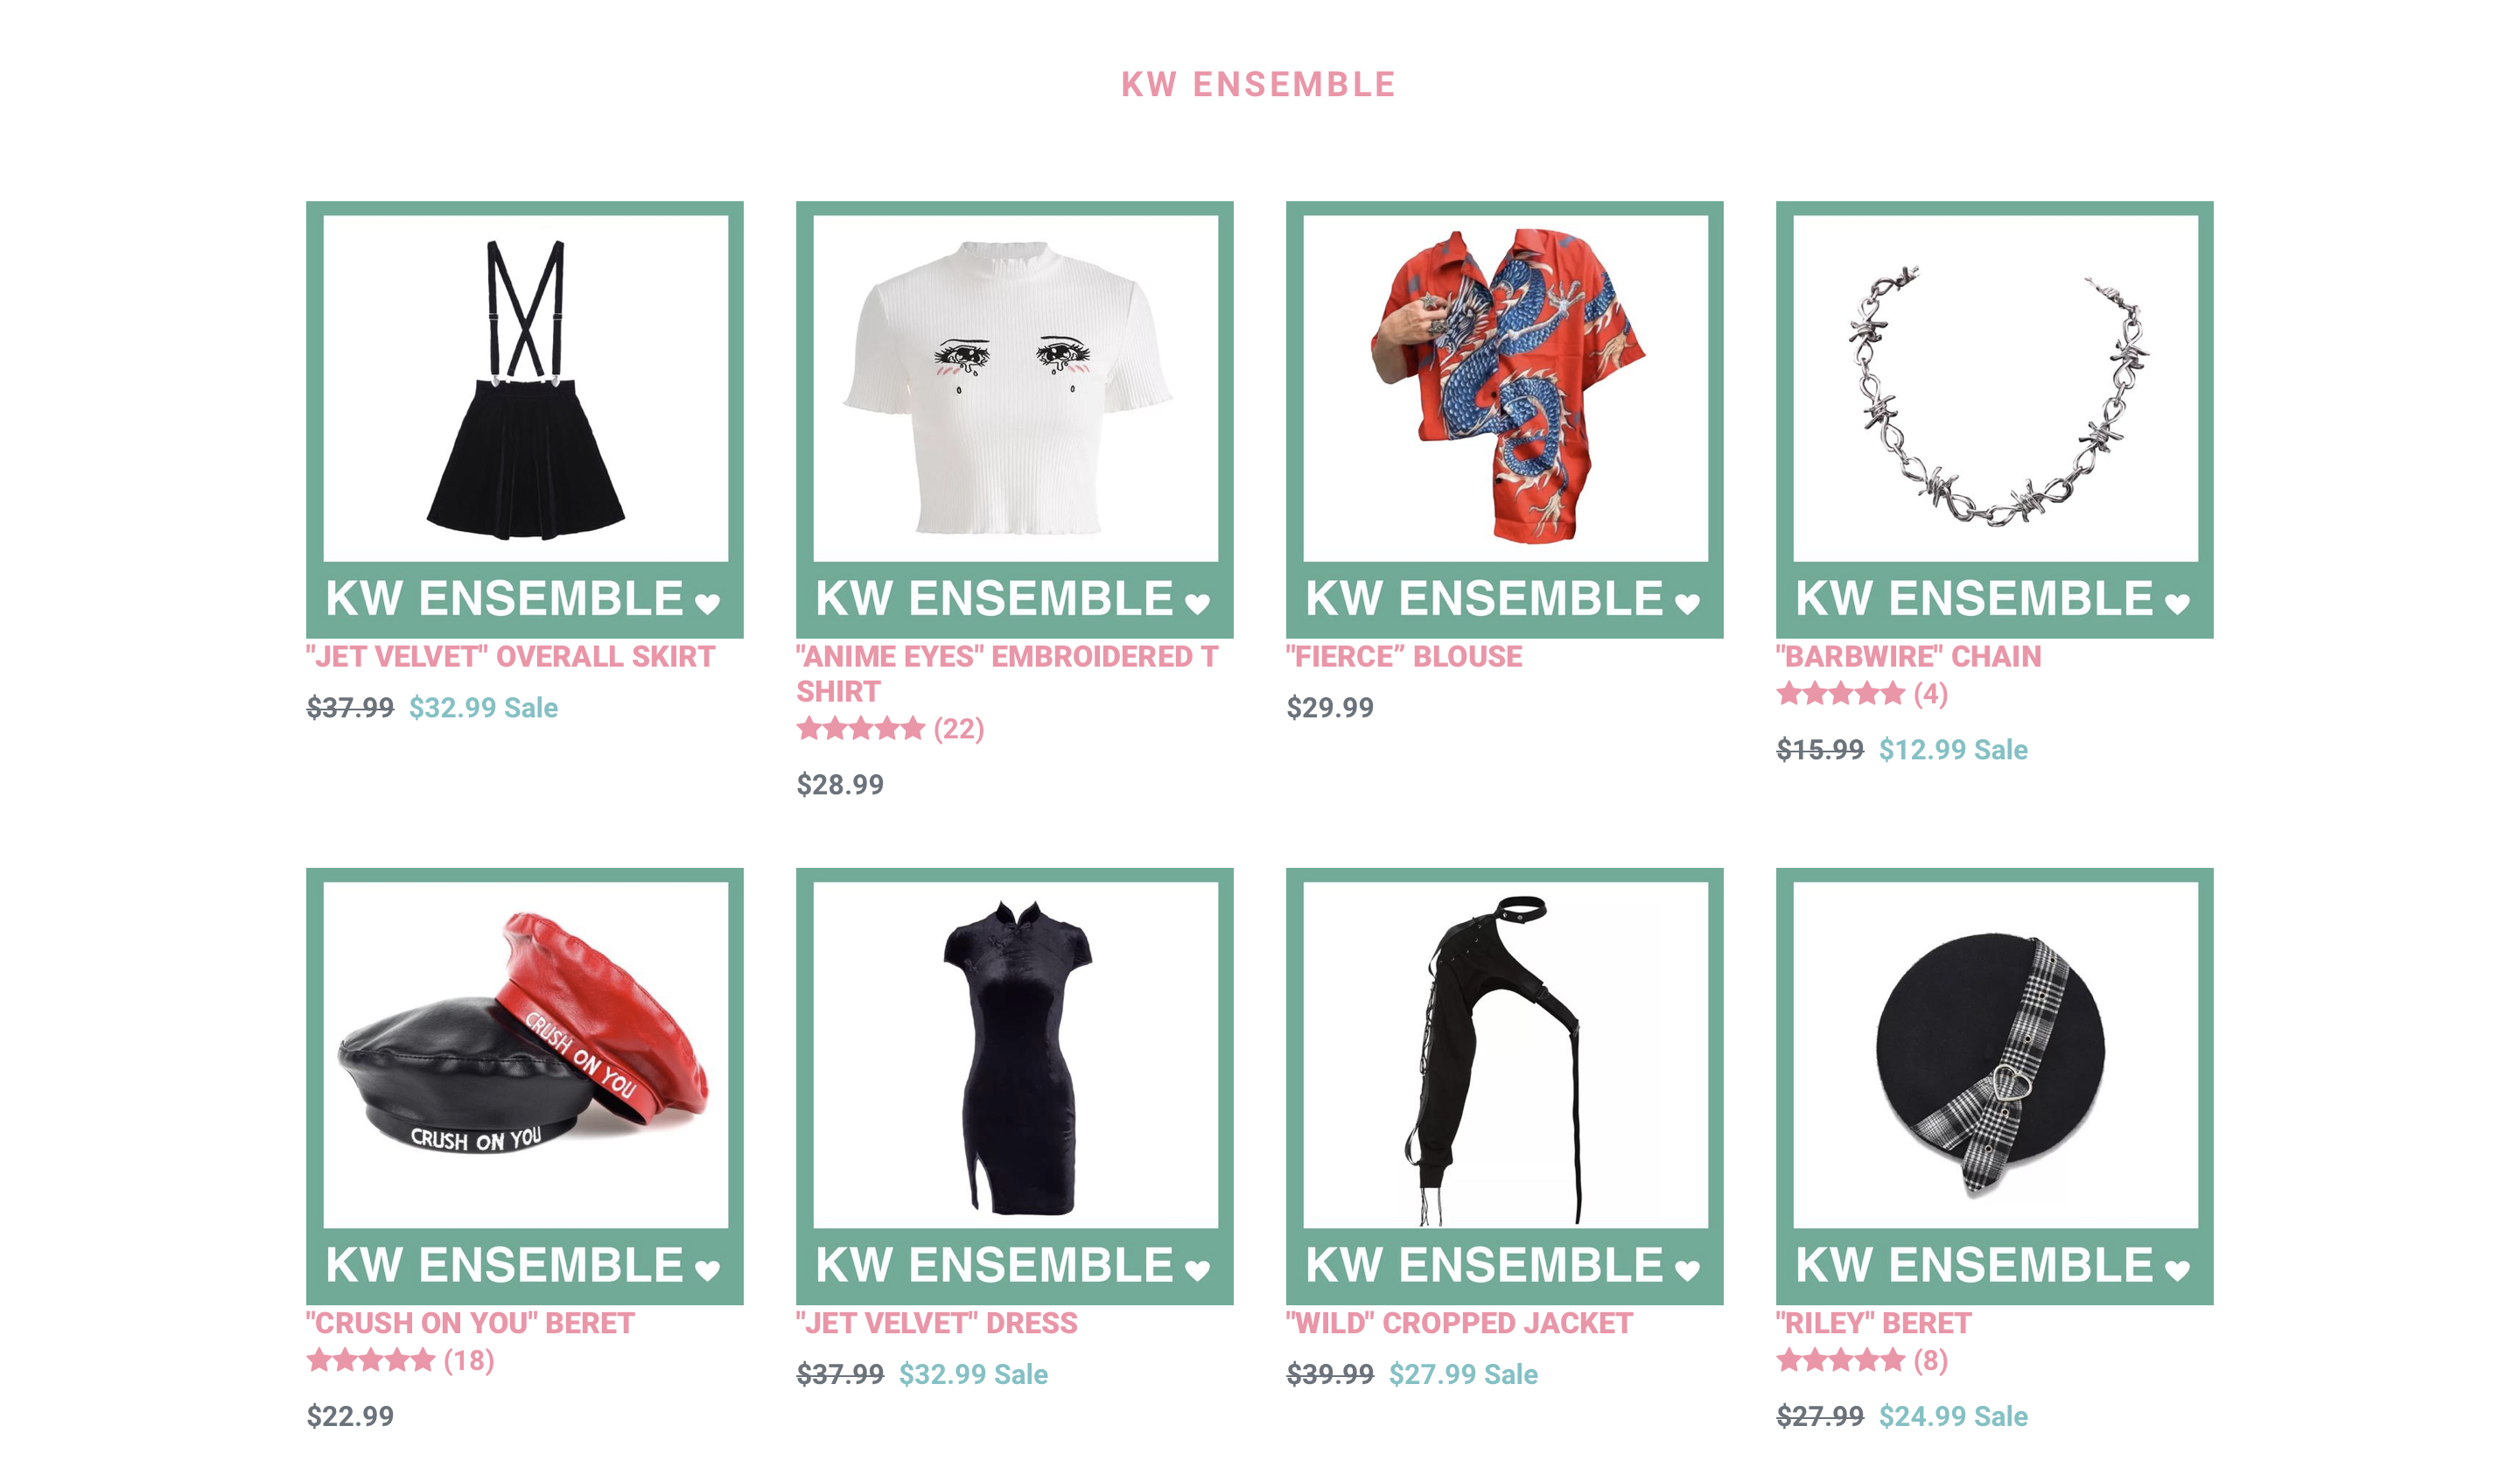 KW ENSEMBLE
KW ENSEMBLE
"JET VELVET" OVERALL SKIRT
$37.99 $32.99 Sale
KW ENSEMBLE
"ANIME EYES" EMBROIDERED T
SHIRT
(22)
$28.99
KW ENSEMBLE
"FIERCE” BLOUSE
$29.99
KW ENSEMBLE
"BARBWIRE" CHAIN
(4)
$15.99 $12.99 Sale
CRUSH ON YOU
CRUSH ON YOU
KW ENSEMBLE
"CRUSH ON YOU" BERET
(18)
$22.99
KW ENSEMBLE
"JET VELVET" DRESS
$37.99 $32.99 Sale
KW ENSEMBLE
"WILD" CROPPED JACKET
$39.99 $27.99 Sale
KW ENSEMBLE
"RILEY" BERET
(8)
$27.99 $24.99 Sale